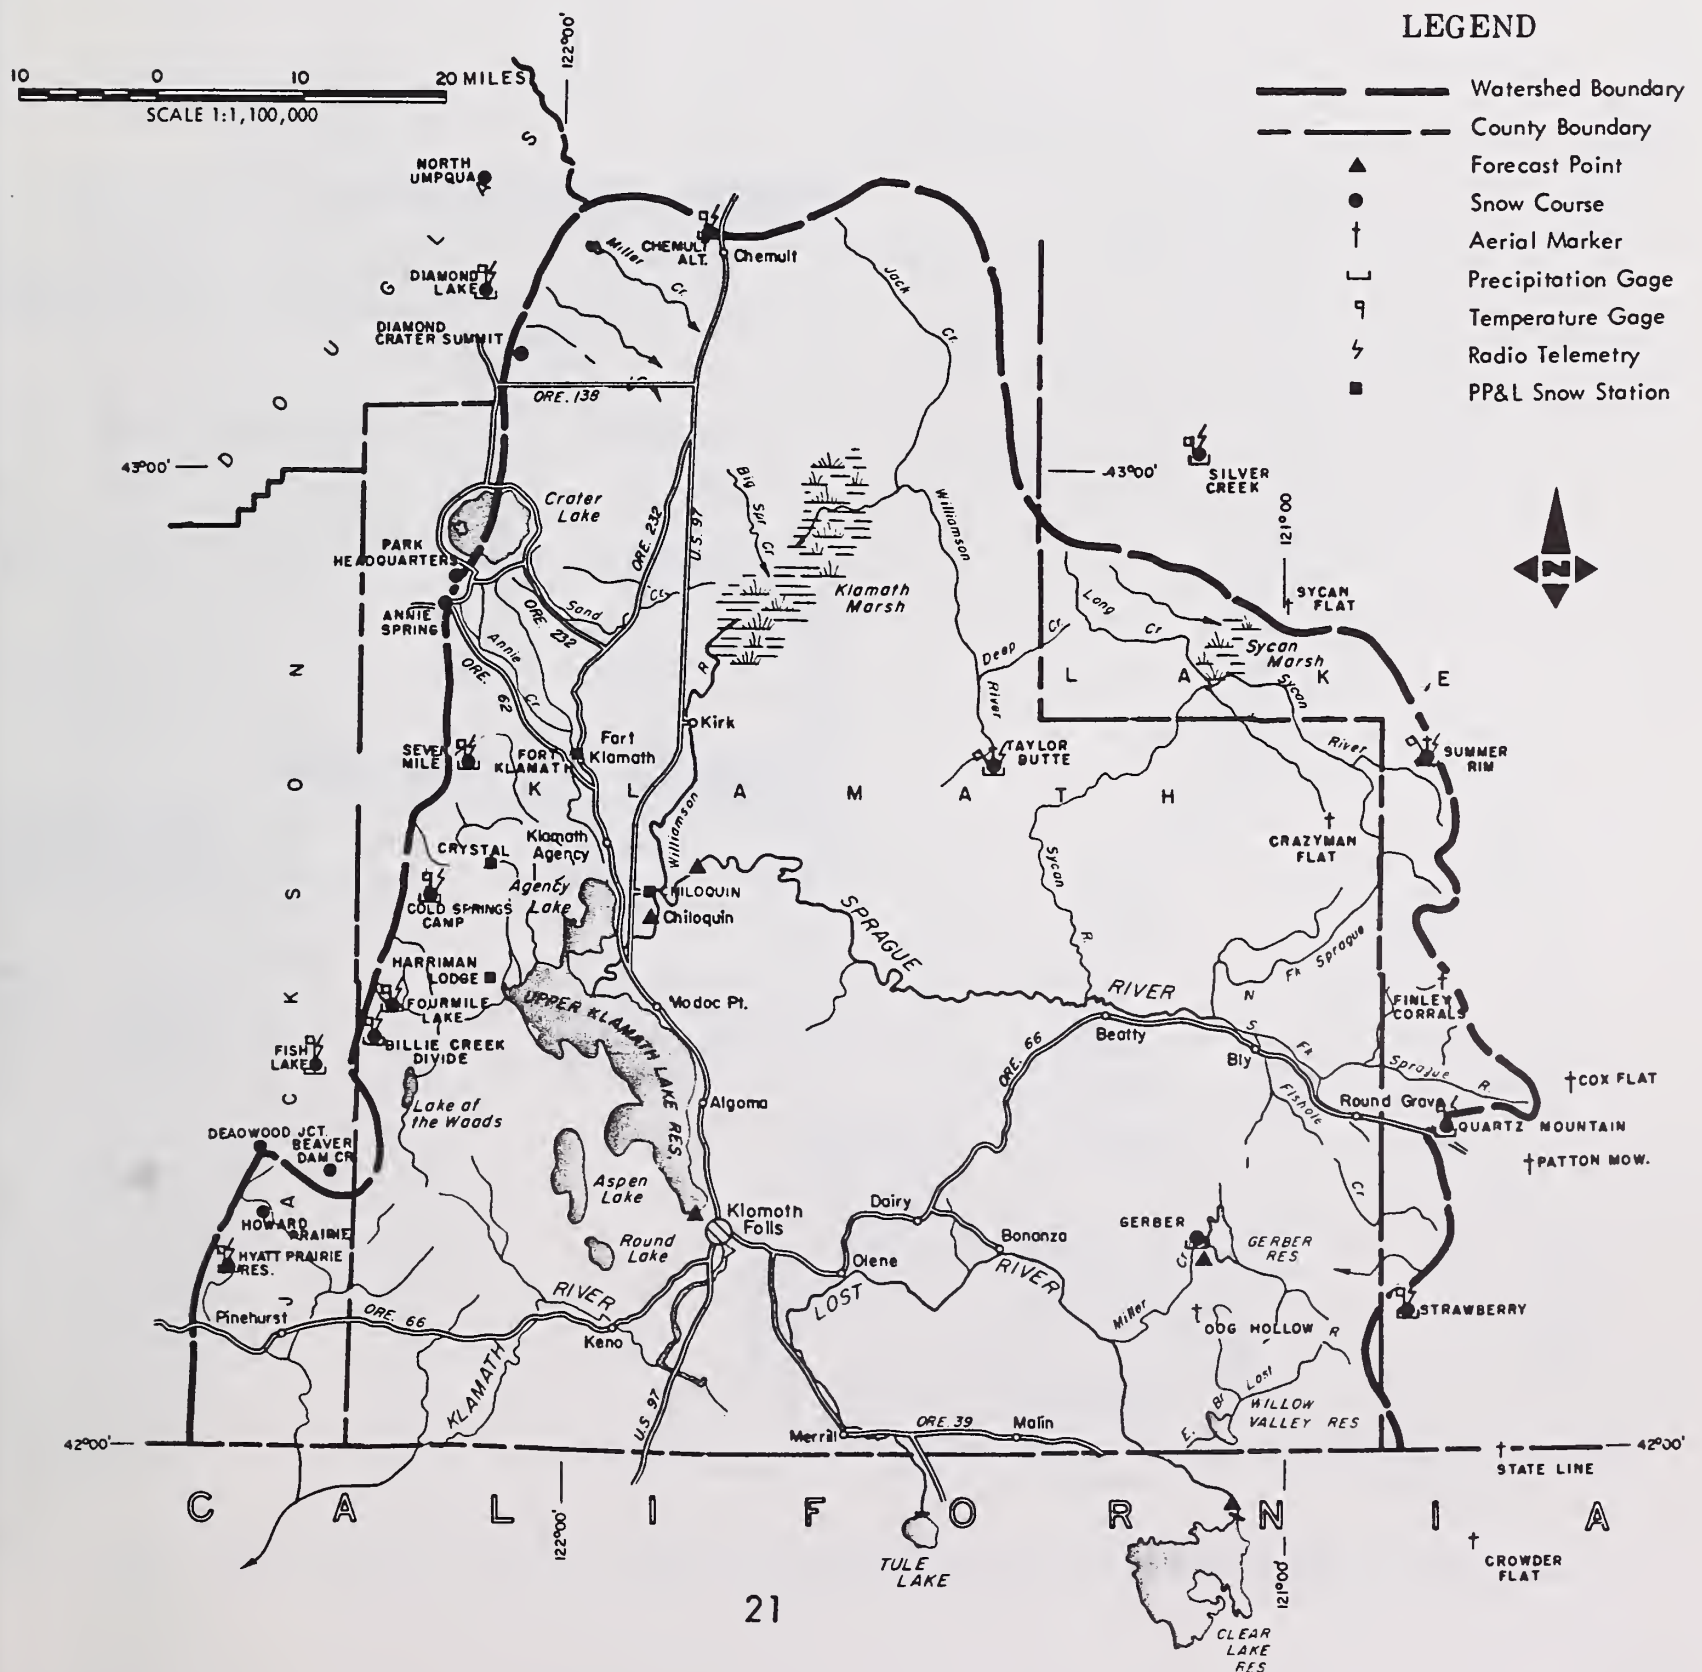 LEGEND
Watershed Boundary
County Boundary
Forecast Point
Snow Course
Aerial Marker
Precipitation Gage
Temperature Gage
Radio Telemetry
PP&L Snow Station
10 0 10 20 MILES
SCALE 1:1,100,000
122°00'
NORTH
UMPQUA
DIAMOND
LAKE
DIAMOND
CRATER SUMMIT
D O U G L A S
CHEMULT
ALT.
Chemult
Miller
Cr.
Jack
Cr.
ORE. 138
43°00'
43°00'
SILVER
CREEK
121°00'
N
Crater
Lake
PARK
HEADQUARTERS
ANNIE
SPRING
ORE. 232
U.S. 97
Big Spr. Cr.
Klamath
Marsh
Williamson
Sand
Cr.
ORE. 232
Annie
Cr.
ORE. 62
Deep
Cr.
River
Long
Cr
SYCAN
FLAT
Sycan
Marsh
L A K E
Sycan
River
R
Kirk
SEVEN
MILE
FORT
KLAMATH
Fort
Klamath
TAYLOR
BUTTE
SUMMER
RIM
K L A M A T H
CRAZYMAN
FLAT
J A C K S O N
Williamson
Klamath
Agency
CRYSTAL
COLD SPRINGS
CAMP
Agency
Lake
CHILOQUIN
Chiloquin
SPRAGUE
RIVER
Sycan
R.
N Fk Sprague
HARRIMAN
LODGE
FOURMILE
LAKE
BILLIE CREEK
DIVIDE
FISH
LAKE
UPPER KLAMATH LAKE RES.
Modoc Pt.
Beatty
ORE. 66
Bly
S Fk
Sprague R.
FINLEY
CORRALS
COX FLAT
Round Grove
QUARTZ MOUNTAIN
PATTON MOW.
Fishole
Cr
Lake of
the Woods
Algoma
DEADWOOD JCT.
BEAVER
DAM CR.
Aspen
Lake
HOWARD
PRAIRIE
Round
Lake
HYATT PRAIRIE
RES.
Klamath
Falls
Dairy
Bonanza
Olene
LOST
RIVER
GERBER
GERBER
RES
Cr
Miller
DOG HOLLOW
STRAWBERRY
Pinehurst
ORE. 66
RIVER
Keno
KLAMATH
U.S. 97
E. Br Lost R
WILLOW
VALLEY RES
Merrill
ORE. 39
Malin
42°00'
42°00'
STATE LINE
C A L I F O R N I A
122°00'
121°00'
TULE
LAKE
CLEAR
LAKE
RES
CROWDER
FLAT
21